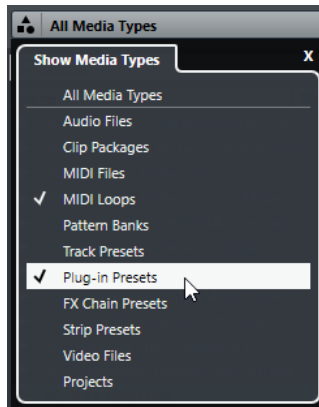 All Media Types
Show Media Types X
All Media Types
Audio Files
Clip Packages
MIDI Files
MIDI Loops
Pattern Banks
Track Presets
Plug-in Presets
FX Chain Presets
Strip Presets
Video Files
Projects